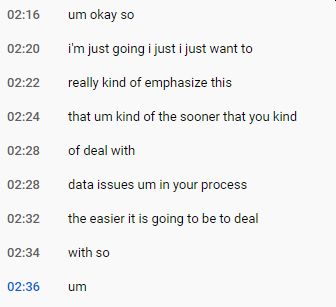 02:16 um okay so
02:20 i'm just going i just i just want to
02:22 really kind of emphasize this
02:24 that um kind of the sooner that you kind
02:28 of deal with
02:28 data issues um in your process
02:32 the easier it is going to be to deal
02:34 with so
02:36 um